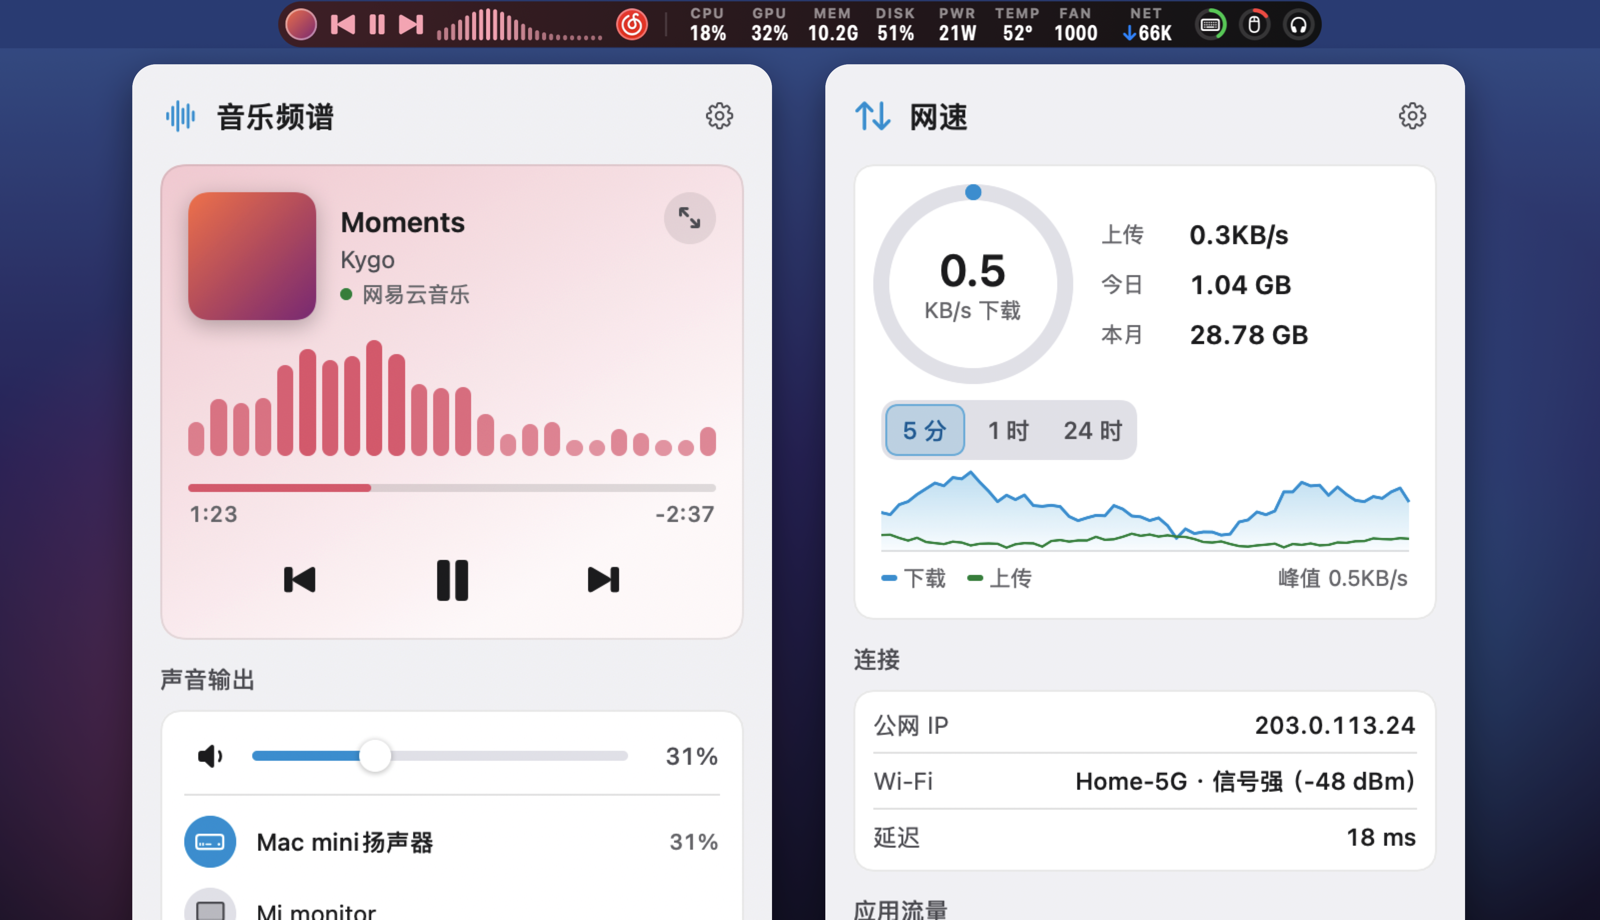 CPU 18%
GPU 32%
MEM 10.2G
DISK 51%
PWR 21W
TEMP 52°
FAN 1000
NET ↓66K
音乐频谱
Moments
Kygo
网易云音乐
1:23
-2:37
声音输出
31%
Mac mini扬声器
31%
Mi monitor
网速
0.5
KB/s 下载
上传 0.3KB/s
今日 1.04 GB
本月 28.78 GB
5 分
1 时
24 时
下载
上传
峰值 0.5KB/s
连接
公网 IP 203.0.113.24
Wi-Fi Home-5G · 信号强 (-48 dBm)
延迟 18 ms
应用流量